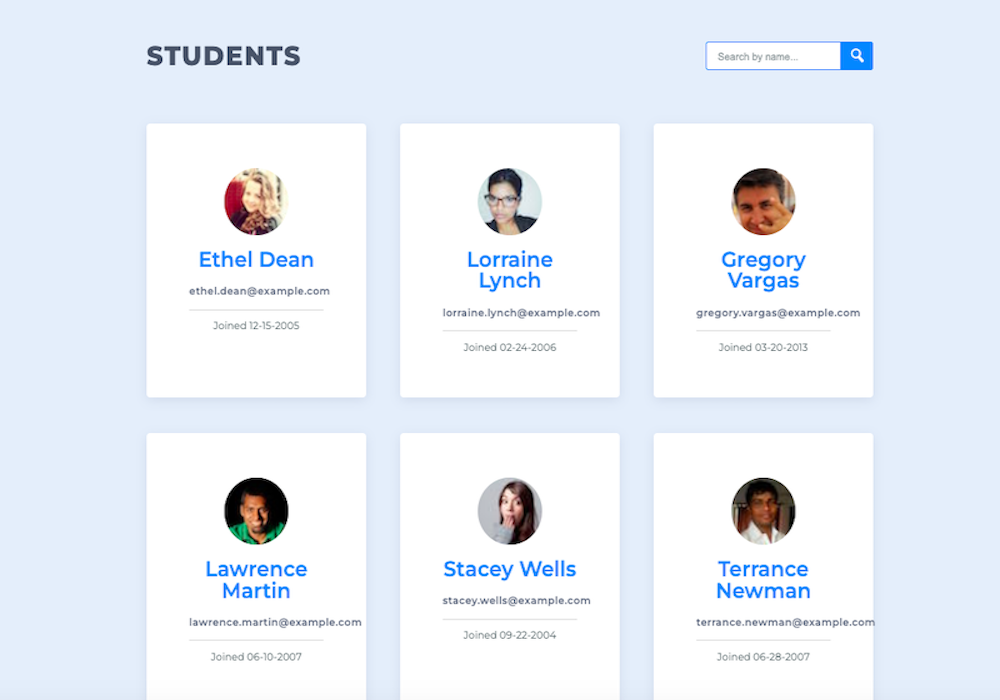 STUDENTS
Search by name...
Ethel Dean
ethel.dean@example.com
Joined 12-15-2005
Lorraine
Lynch
lorraine.lynch@example.com
Joined 02-24-2006
Gregory
Vargas
gregory.vargas@example.com
Joined 03-20-2013
Lawrence
Martin
lawrence.martin@example.com
Joined 06-10-2007
Stacey Wells
stacey.wells@example.com
Joined 09-22-2004
Terrance
Newman
terrance.newman@example.com
Joined 06-28-2007